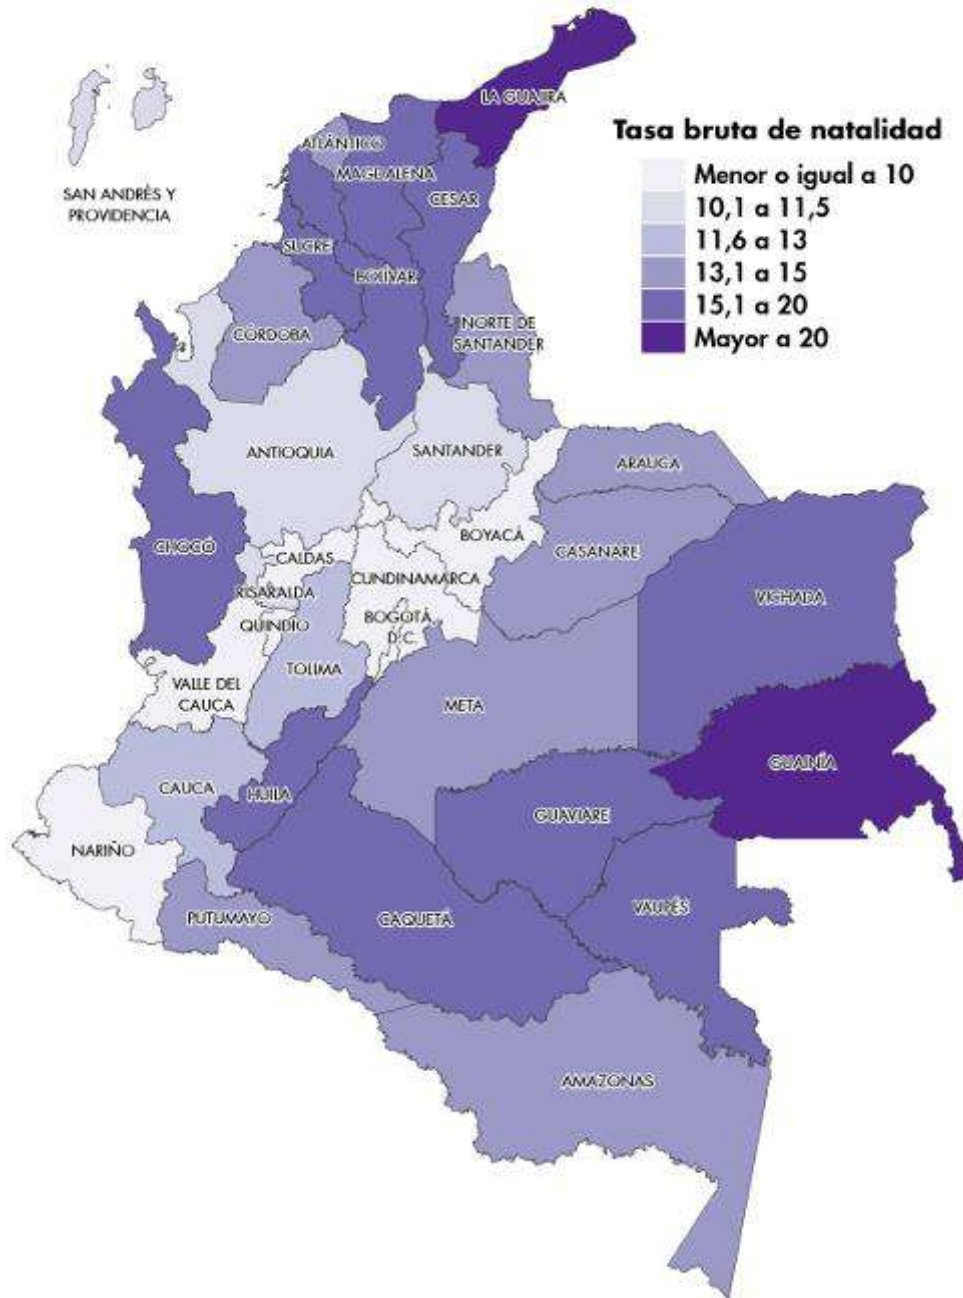 LA GUAJIRA
Tasa bruta de natalidad
Menor o igual a 10
10,1 a 11,5
11,6 a 13
13,1 a 15
15,1 a 20
Mayor a 20
SAN ANDRÉS Y
PROVIDENCIA
ATLÁNTICO
MAGDALENA
CESAR
SUCRE
BOLÍVAR
CÓRDOBA
NORTE DE
SANTANDER
ANTIOQUIA
SANTANDER
ARAUCA
CHOCÓ
BOYACÁ
CASANARE
CALDAS
CUNDINAMARCA
RISARALDA
VICHADA
QUINDÍO
BOGOTÁ,
D.C.
TOLIMA
VALLE DEL
CAUCA
META
GUAINÍA
CAUCA
HUILA
GUAVIARE
NARIÑO
PUTUMAYO
CAQUETÁ
VAUPÉS
AMAZONAS